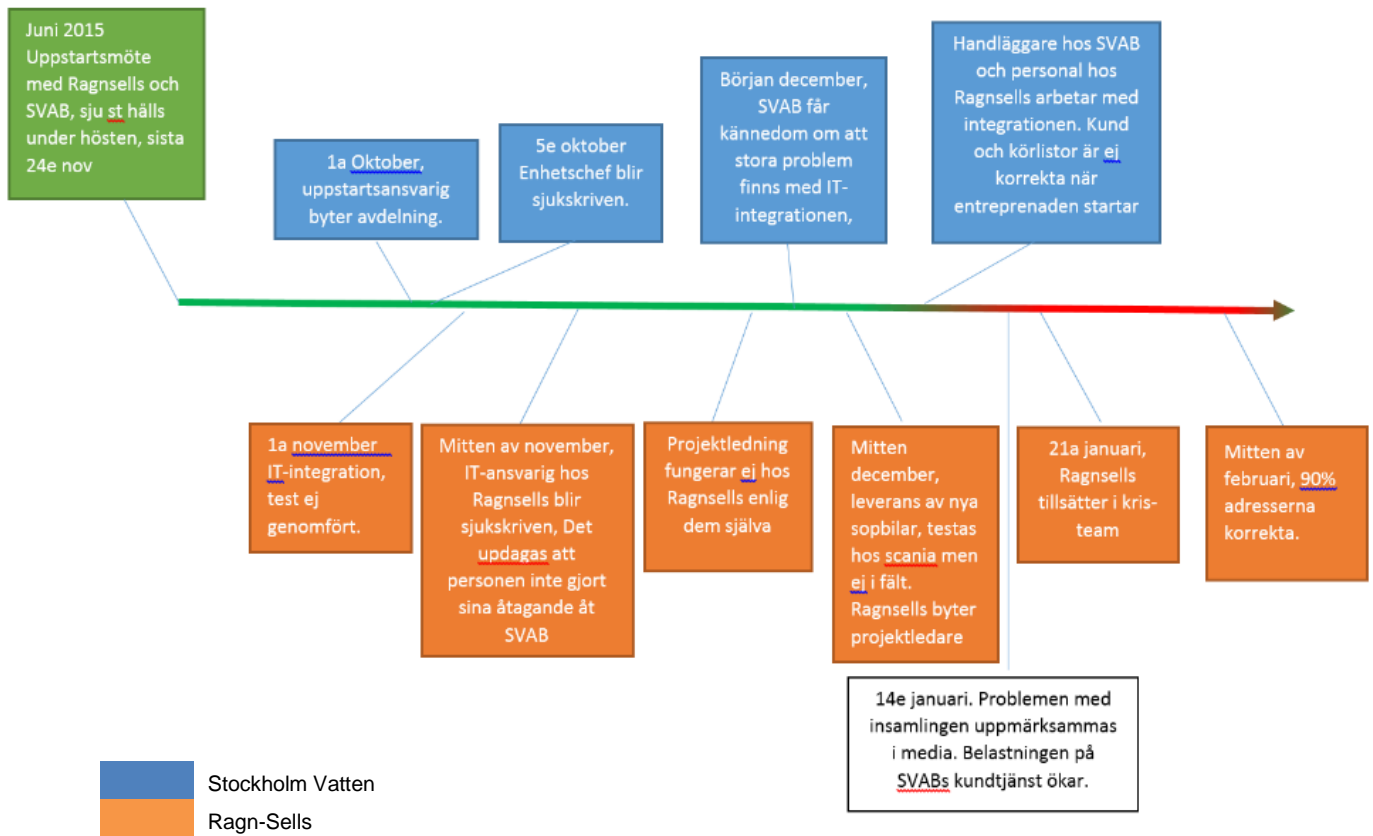 Juni 2015
Uppstartsmöte
med Ragnsells och
SVAB, sju st hälls
under hösten, sista
24e nov
1a Oktober,
uppstartsansvarig
byter avdelning.
5e oktober
Enhetschef blir
sjukskriven.
Början december,
SVAB får
kännedom om att
stora problem
finns med IT-
integrationen,
Handläggare hos SVAB
och personal hos
Ragnsells arbetar med
integrationen. Kund
och körlistor är ej
korrekta när
entreprenaden startar
1a november
IT-integration,
test ej
genomfört.
Mitten av november,
IT-ansvarig hos
Ragnsells blir
sjukskriven, Det
updagas att
personen inte gjort
sina åtagande åt
SVAB
Projektledning
fungerar ej hos
Ragnsells enlig
dem själva
Mitten
december,
leverans av nya
sopbilar, testas
hos scania men
ej i fält.
Ragnsells byter
projektledare
21a januari,
Ragnsells
tillsätter i kris-
team
Mitten av
februari, 90%
adresserna
korrekta.
14e januari. Problemen med
insamlingen uppmärksammas
i media. Belastningen på
SVABs kundtjänst ökar.
Stockholm Vatten
Ragn-Sells